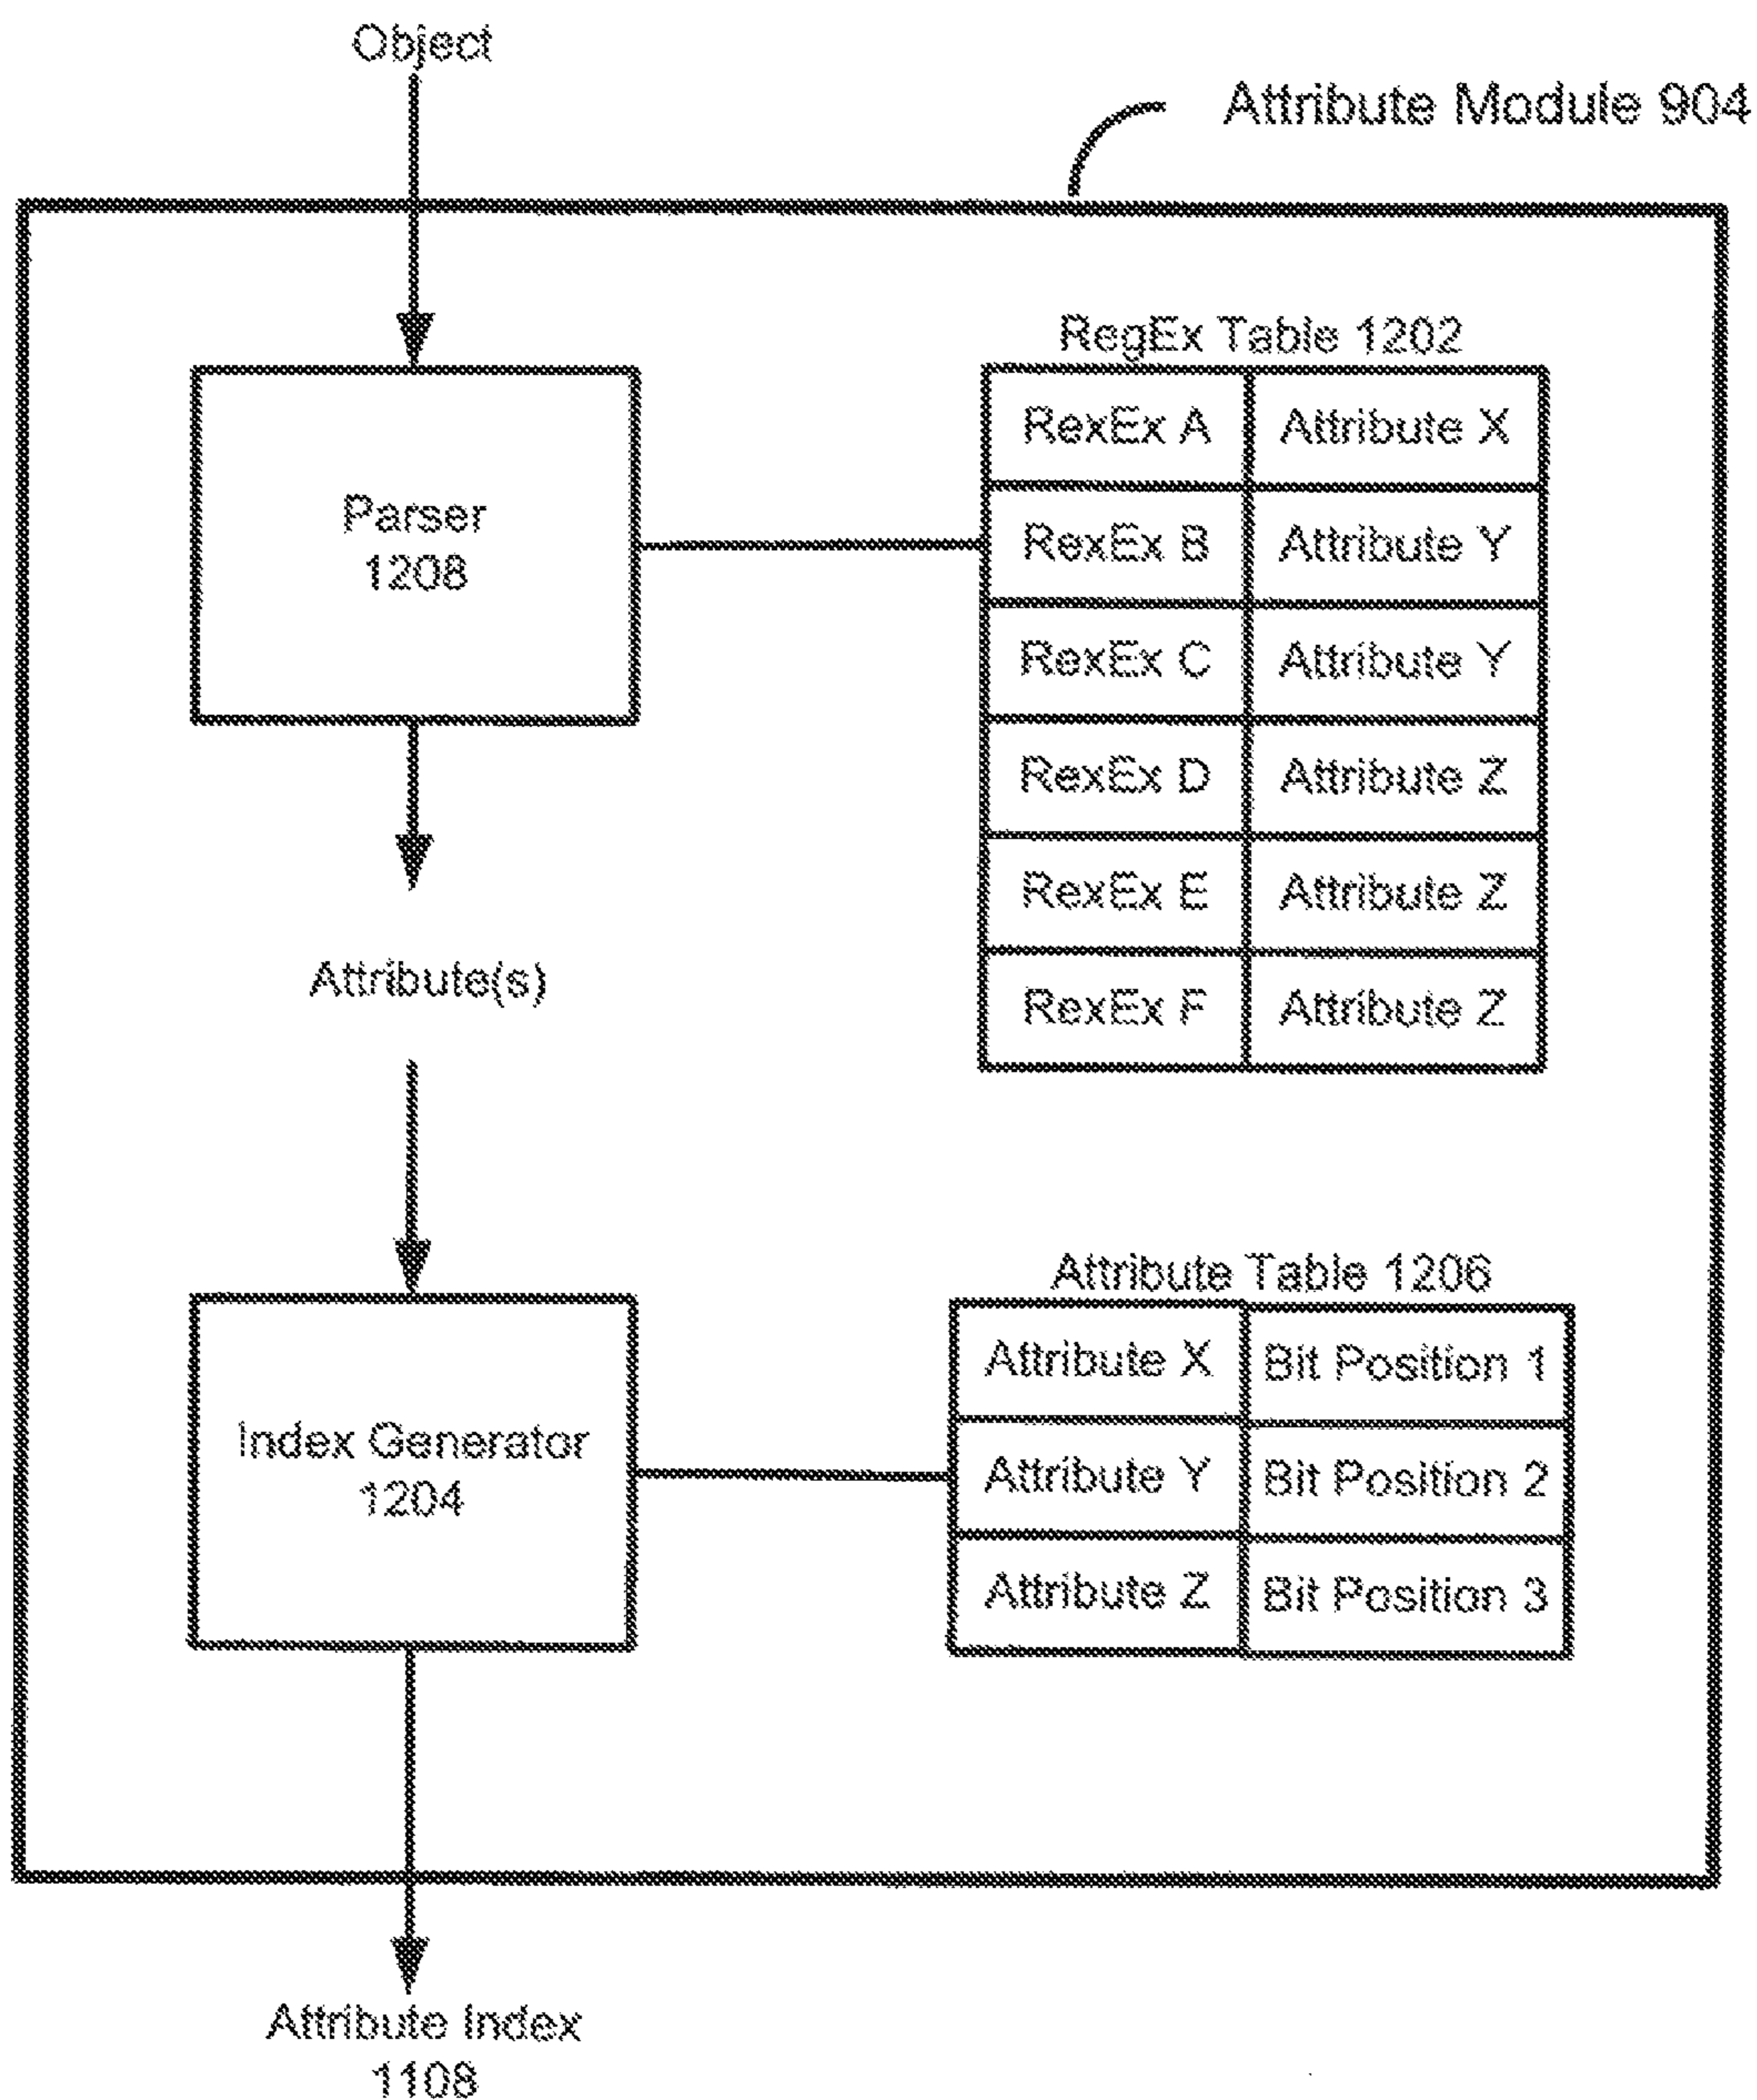 Object
Attribute Module 904
RegEx Table 1202
RexEx A Attribute X
RexEx B Attribute Y
RexEx C Attribute Y
RexEx D Attribute Z
RexEx E Attribute Z
RexEx F Attribute Z
Parser
1208
Attribute(s)
Attribute Table 1206
Attribute X Bit Position 1
Attribute Y Bit Position 2
Attribute Z Bit Position 3
Index Generator
1204
Attribute Index
1108